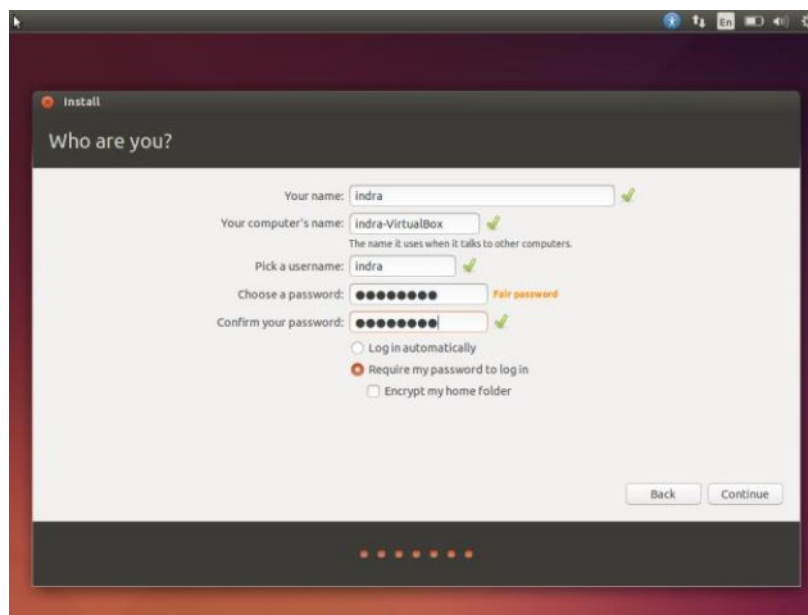 En
Install
Who are you?
Your name: indra
Your computer's name: indra-VirtualBox
The name it uses when it talks to other computers.
Pick a username: indra
Choose a password: ●●●●●●●● Fair password
Confirm your password: ●●●●●●●●
Log in automatically
Require my password to log in
Encrypt my home folder
Back Continue